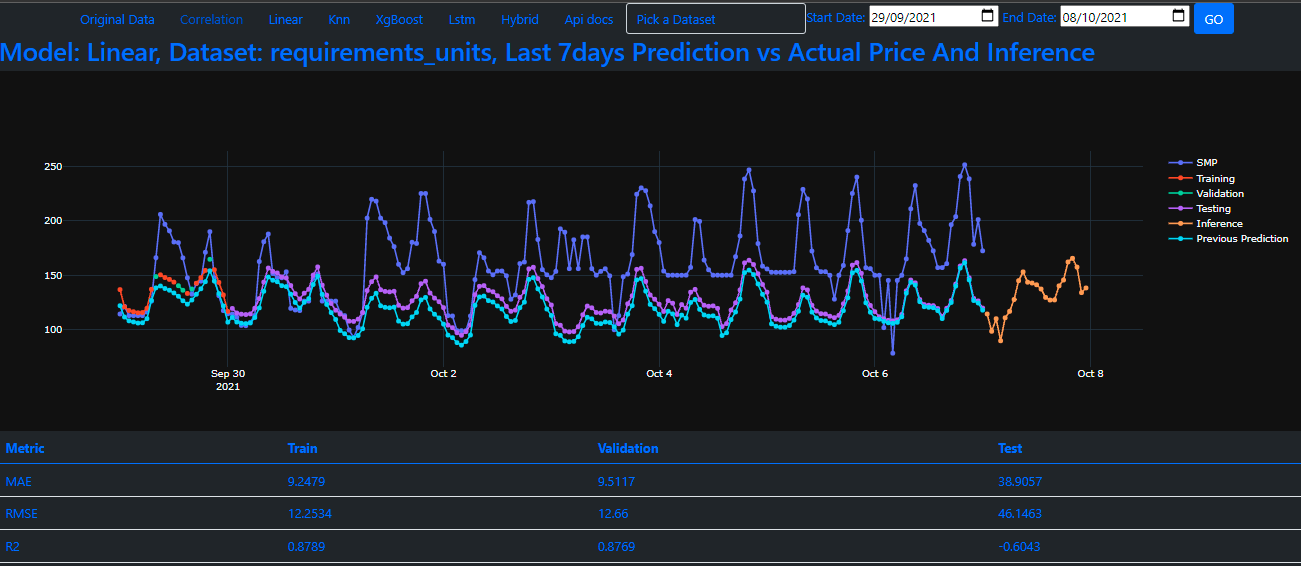 Original Data Correlation Linear Knn XgBoost Lstm Hybrid Api docs Pick a Dataset Start Date: 29/09/2021 End Date: 08/10/2021 GO
Model: Linear, Dataset: requirements_units, Last 7days Prediction vs Actual Price And Inference
250
200
150
100
Sep 30
2021
Oct 2
Oct 4
Oct 6
Oct 8
SMP
Training
Validation
Testing
Inference
Previous Prediction
Metric Train Validation Test
MAE 9.2479 9.5117 38.9057
RMSE 12.2534 12.66 46.1463
R2 0.8789 0.8769 -0.6043